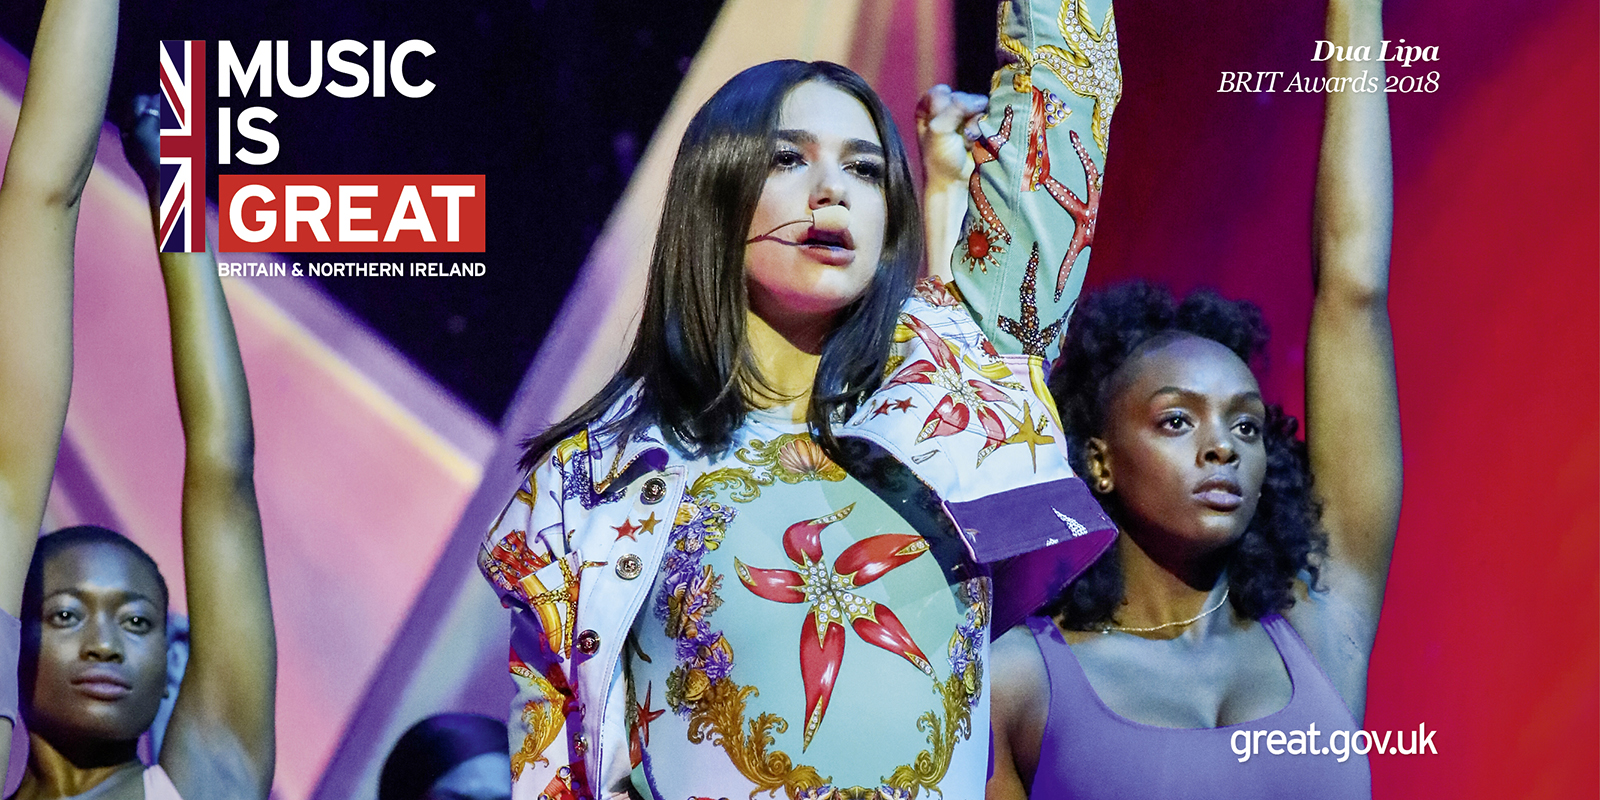 MUSIC
IS
GREAT
BRITAIN & NORTHERN IRELAND
Dua Lipa
BRIT Awards 2018
great.gov.uk